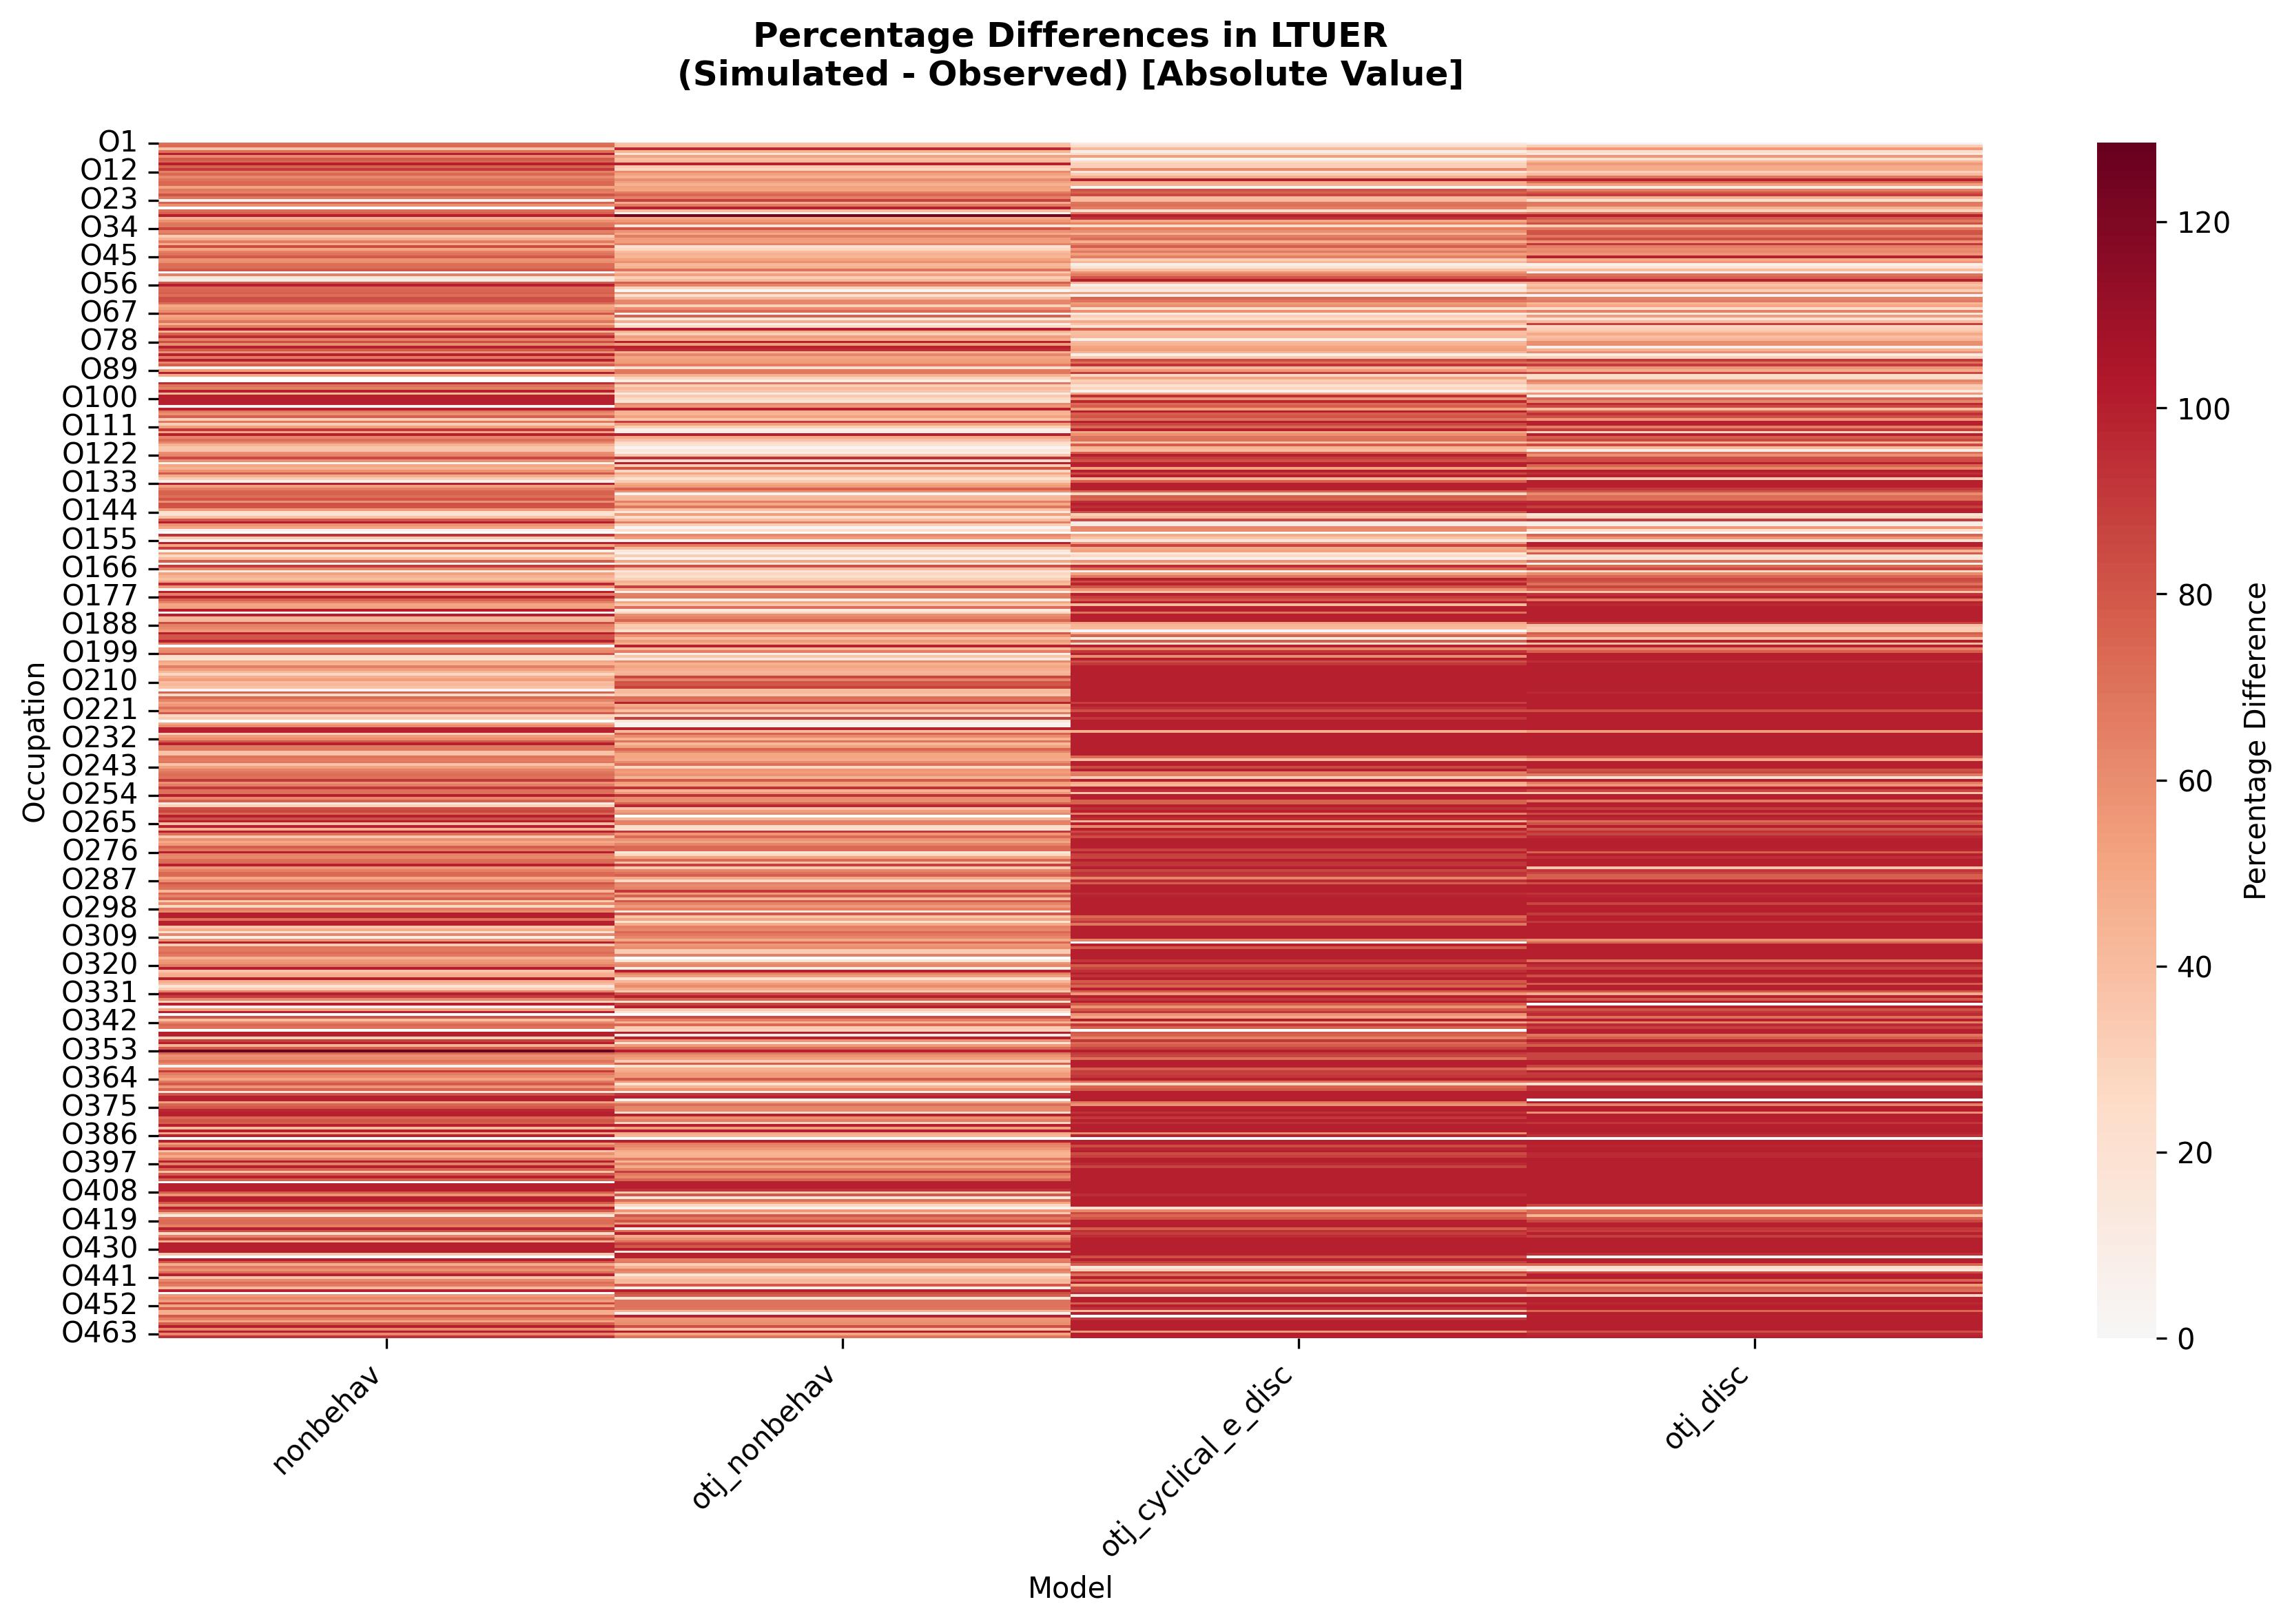 Percentage Differences in LTUER
(Simulated - Observed) [Absolute Value]
Occupation
O1
O12
O23
O34
O45
O56
O67
O78
O89
O100
O111
O122
O133
O144
O155
O166
O177
O188
O199
O210
O221
O232
O243
O254
O265
O276
O287
O298
O309
O320
O331
O342
O353
O364
O375
O386
O397
O408
O419
O430
O441
O452
O463
nonbehav
otj_nonbehav
otj_cyclical_e_disc
otj_disc
Model
120
100
80
60
40
20
0
Percentage Difference